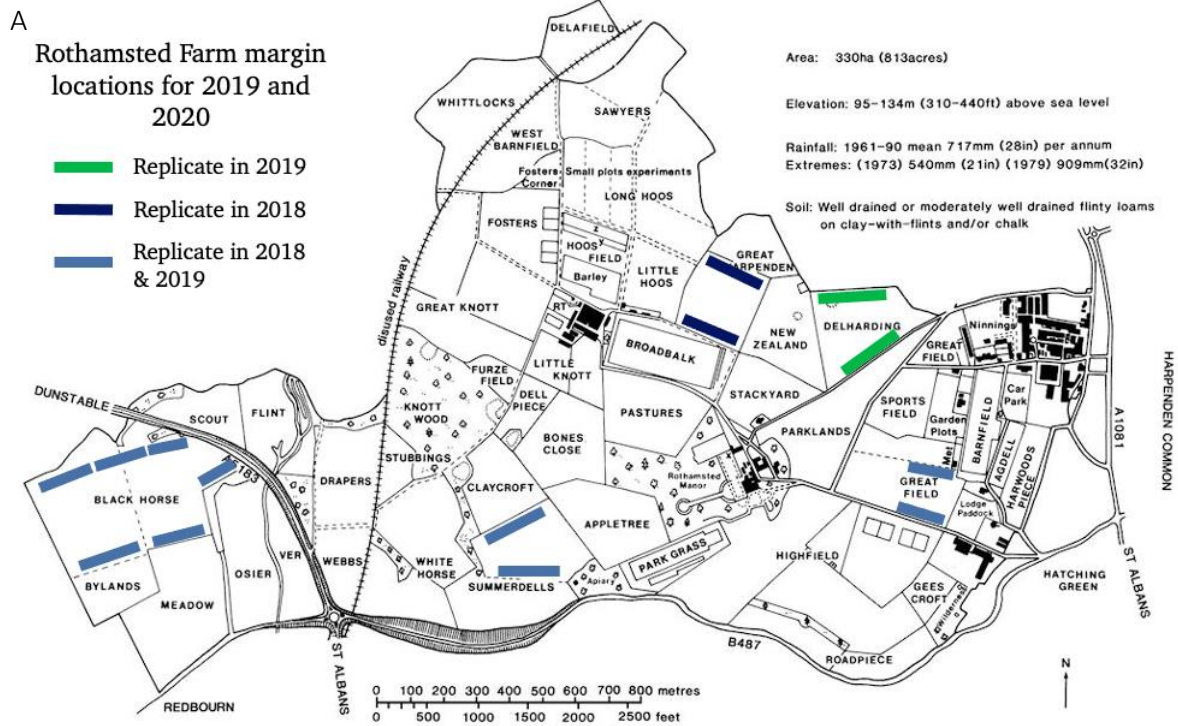 A
Rothamsted Farm margin
locations for 2019 and
2020
Replicate in 2019
Replicate in 2018
Replicate in 2018
& 2019
Area: 330ha (813acres)
Elevation: 95-134m (310-440ft) above sea level
Rainfall: 1961-90 mean 717mm (28in) per annum
Extremes: (1973) 540mm (21in) (1979) 909mm(32in)
Soil: Well drained or moderately well drained flinty loams
on clay-with-flints and/or chalk
DELAFIELD
WHITTLOCKS
SAWYERS
WEST
BARNFIELD
Fosters
Corner
Small plots experiments
LONG HOOS
FOSTERS
HOOS
FIELD
Z
Y
Barley
LITTLE
HOOS
GREAT
NEW
ZEALAND
DELHARDING
disused railway
GREAT KNOTT
RT
BROADBALK
LITTLE
KNOTT
FURZE
FIELD
DELL
PIECE
KNOTT
WOOD
STUBBINGS
PASTURES
STACKYARD
BONES
CLOSE
PARKLANDS
Ninnings
GREAT
FIELD
SPORTS
FIELD
Car
Park
Garden
Plots
Met
BARNFIELD
AGDELL
HARWOODS
PIECE
GREAT
FIELD
Lodge
Paddock
A1081
HARPENDEN COMMON
DUNSTABLE
SCOUT
FLINT
BLACK HORSE
DRAPERS
CLAYCROFT
Rothamsted
Manor
APPLETREE
PARK GRASS
HIGHFIELD
BYLANDS
MEADOW
OSIER
VER
WEBBS
WHITE
HORSE
SUMMERDELLS
Apiary
GEES
CROFT
Wilderness
HATCHING
GREEN
ST ALBANS
B487
ROADPIECE
REDBOURN
ST ALBANS
N
0 100 200 300 400 500 600 700 800 metres
0 500 1000 1500 2000 2500 feet